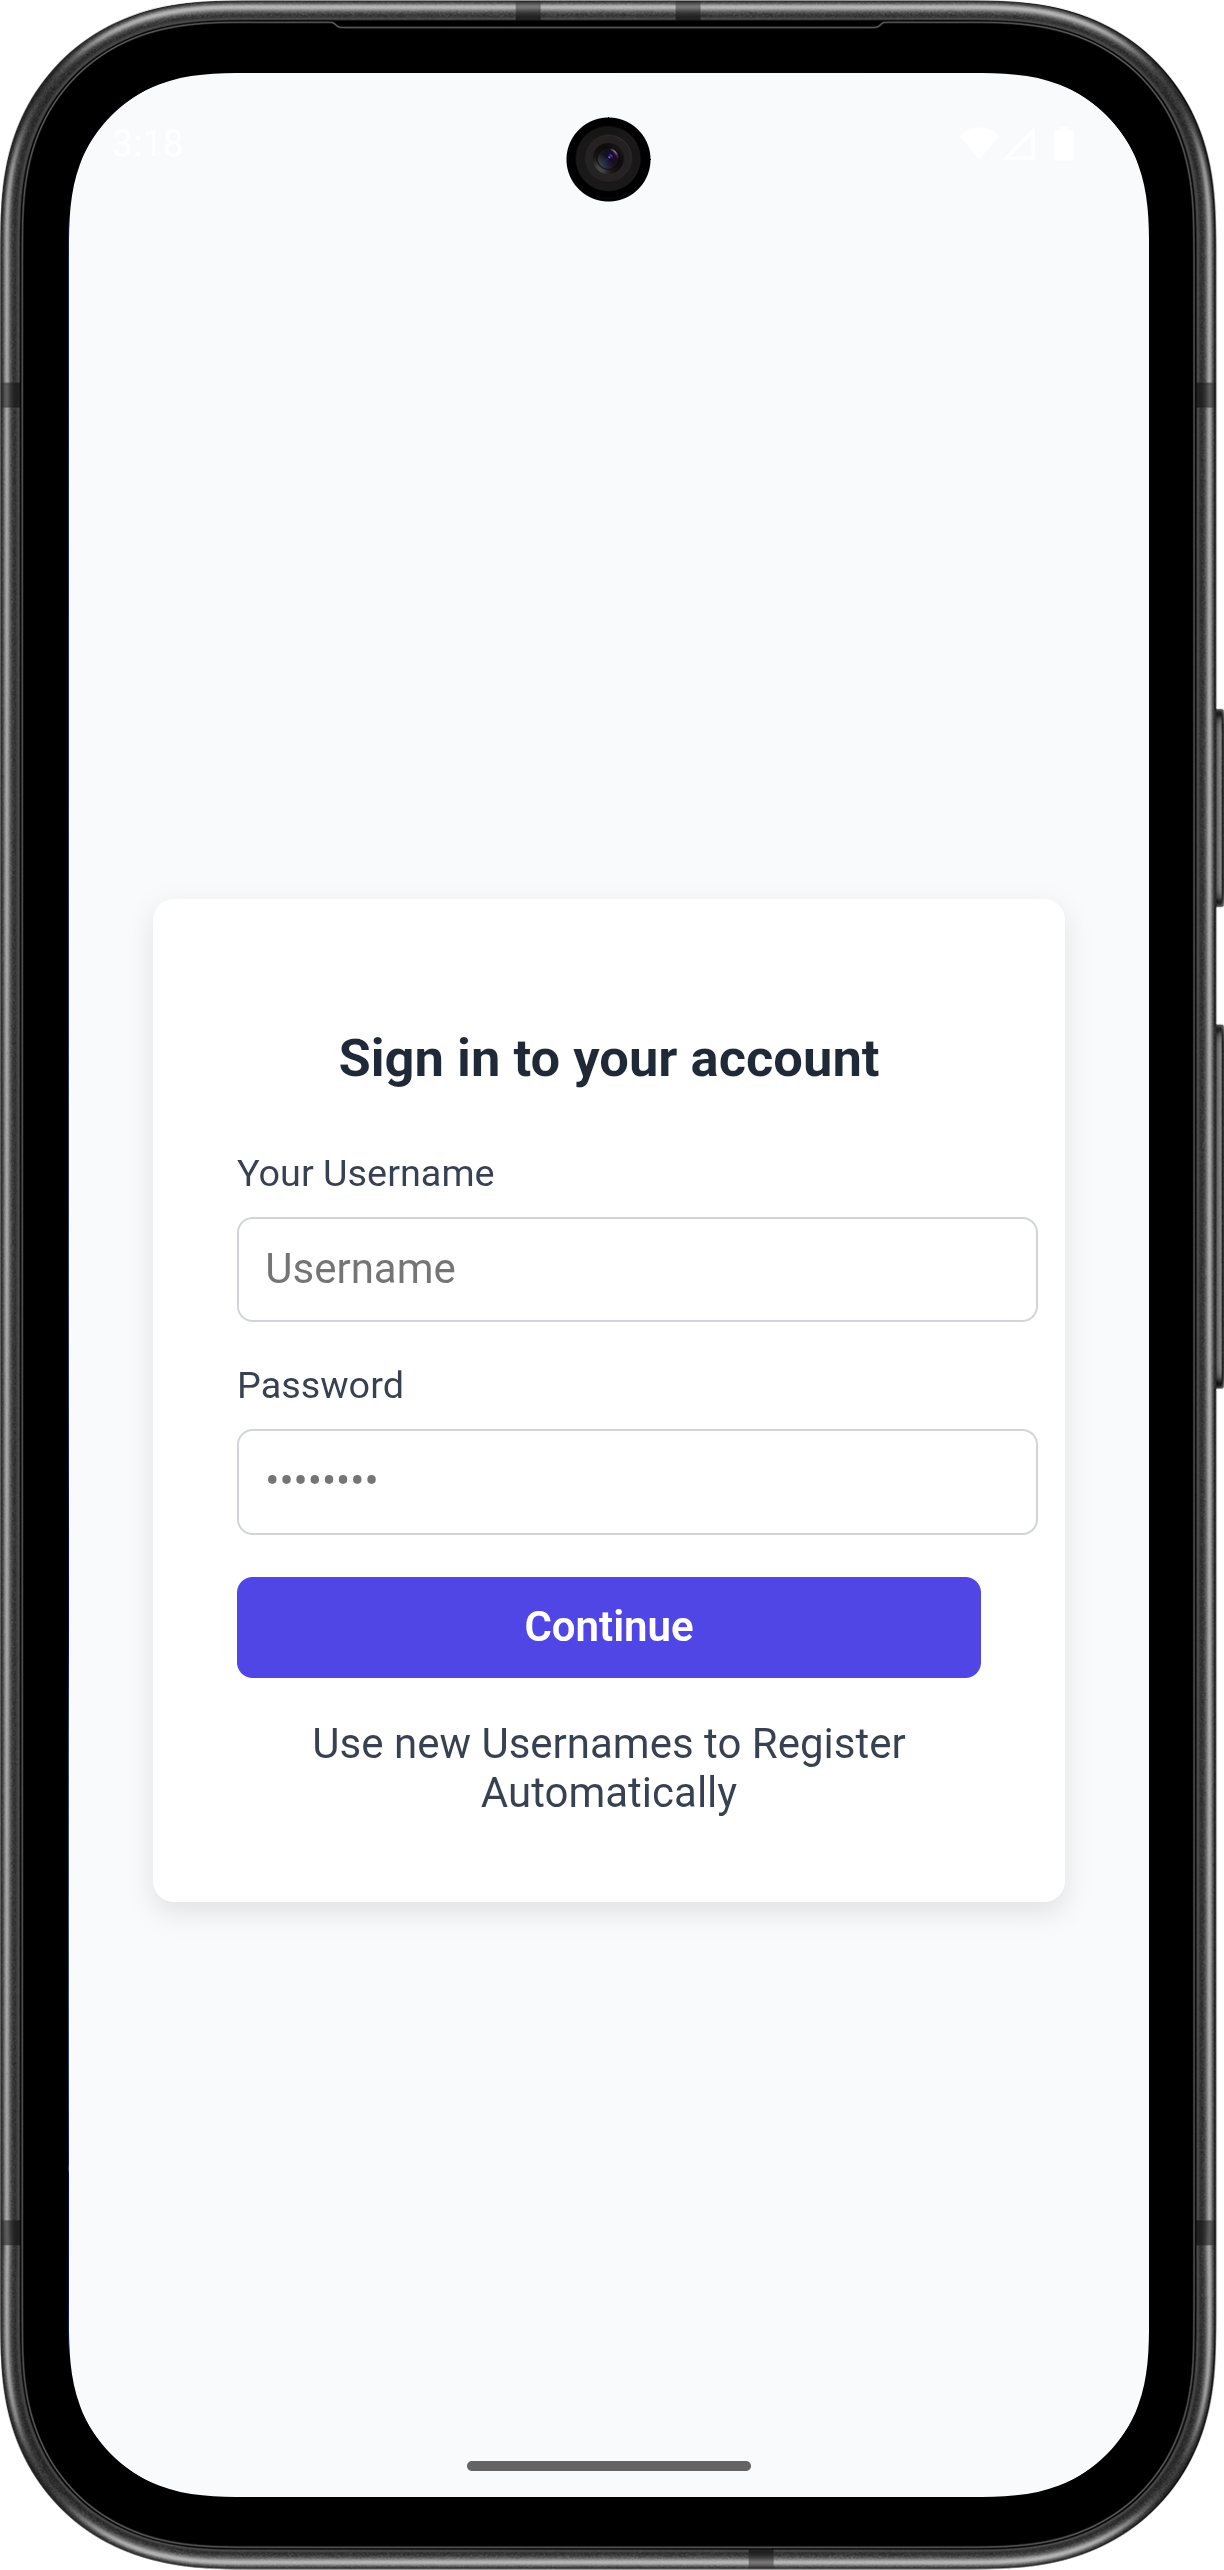 3:18
Sign in to your account
Your Username
Username
Password
••••••••
Continue
Use new Usernames to Register
Automatically